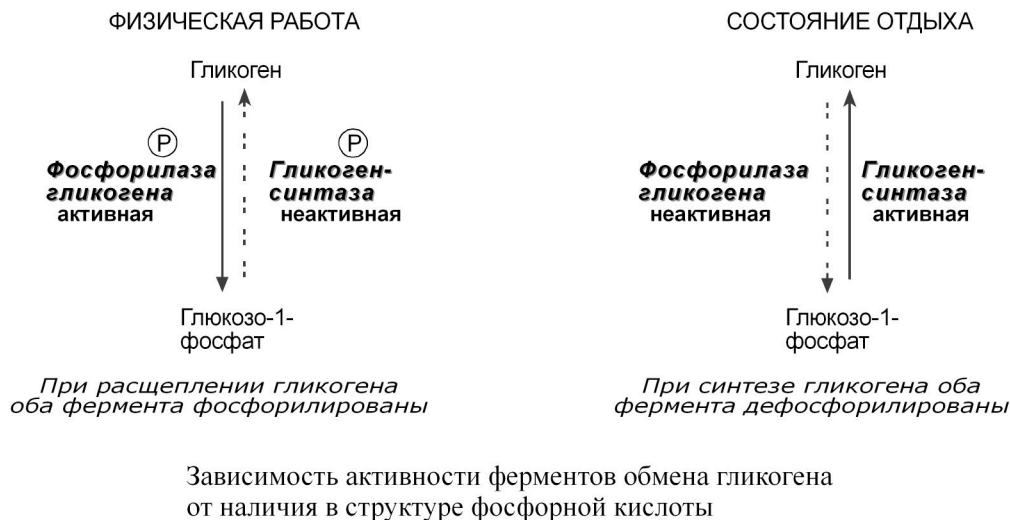 ФИЗИЧЕСКАЯ РАБОТА
Гликоген
P
P
Фосфорилаза
гликогена
активная
Гликоген-
синтаза
неактивная
Глюкозо-1-
фосфат
При расщеплении гликогена
оба фермента фосфорилированы
СОСТОЯНИЕ ОТДЫХА
Гликоген
Фосфорилаза
гликогена
неактивная
Гликоген-
синтаза
активная
Глюкозо-1-
фосфат
При синтезе гликогена оба
фермента дефосфорилированы
Зависимость активности ферментов обмена гликогена
от наличия в структуре фосфорной кислоты